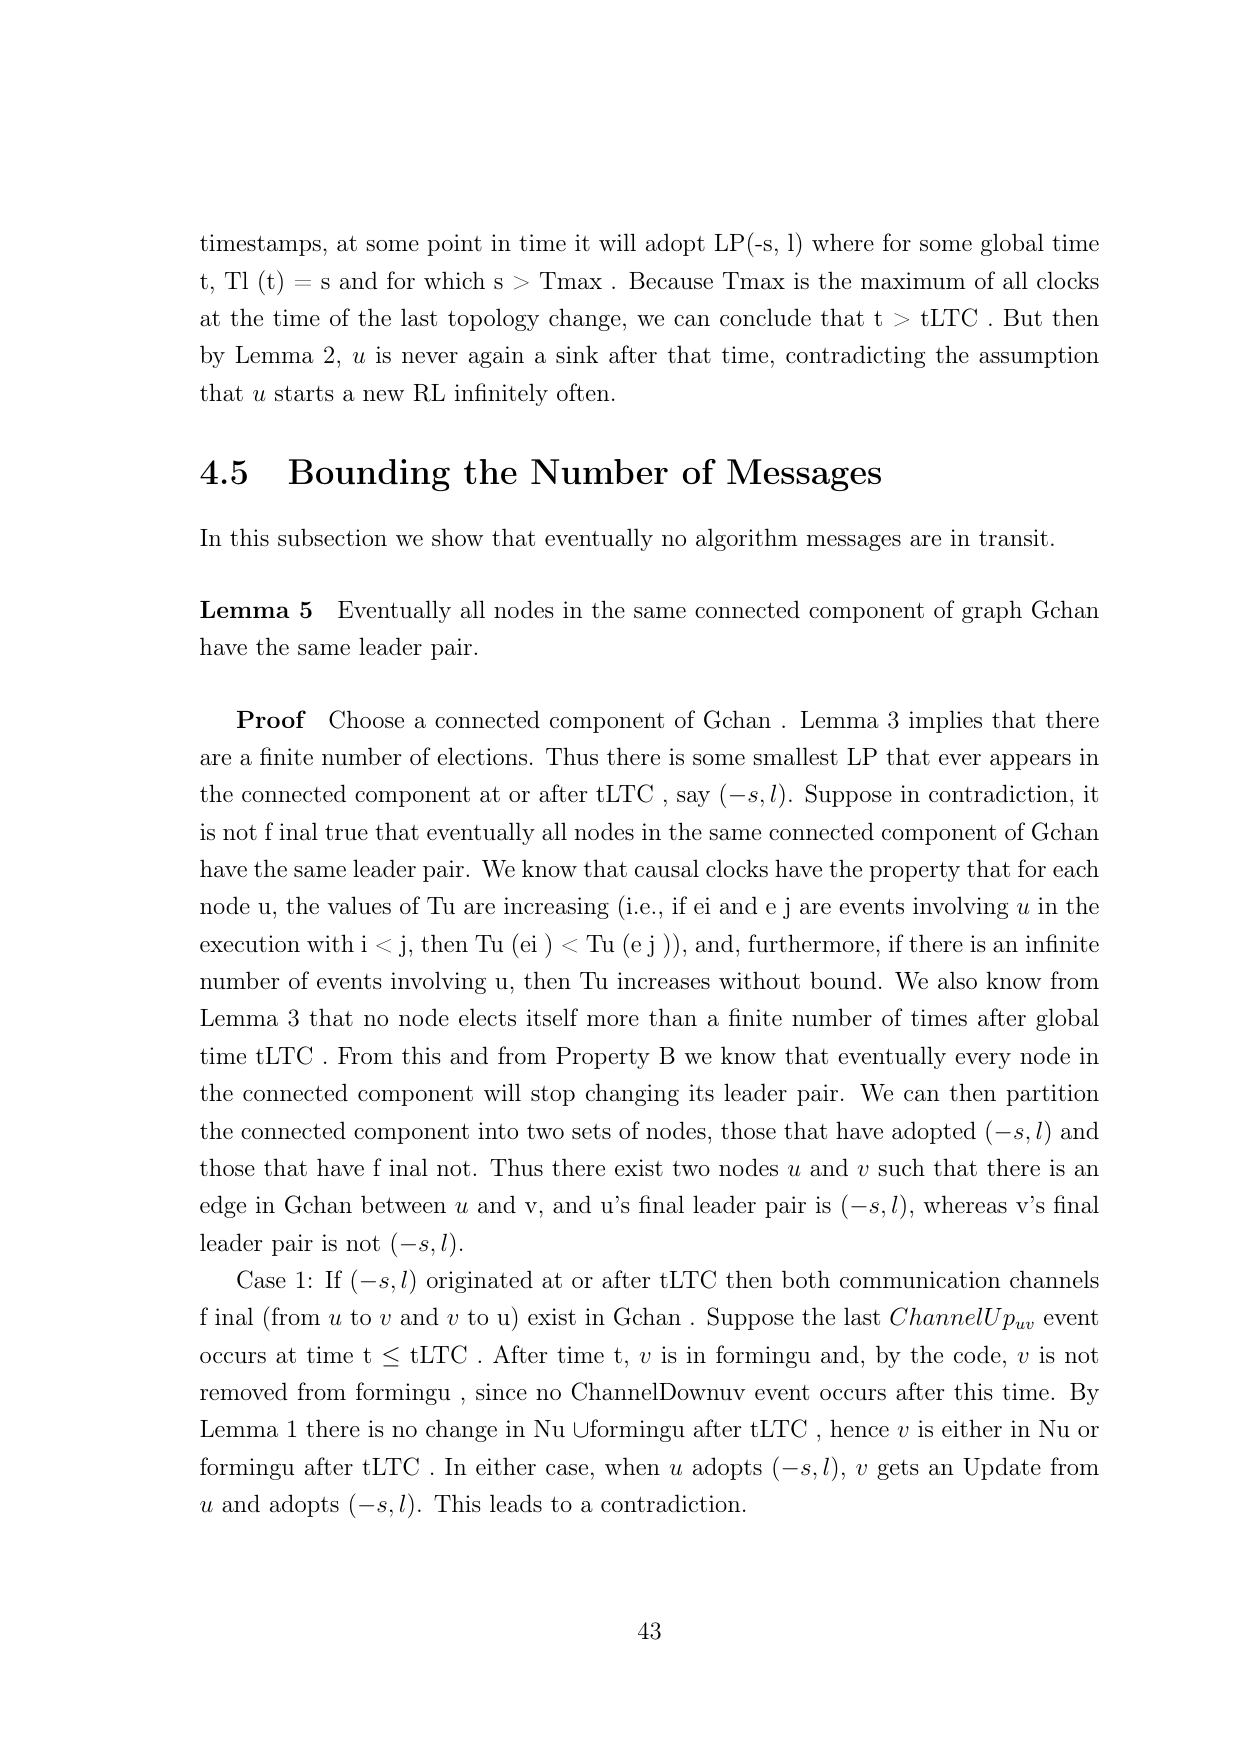 timestamps, at some point in time it will adopt LP(-s, l) where for some global time
t, Tl (t) = s and for which s > Tmax . Because Tmax is the maximum of all clocks
at the time of the last topology change, we can conclude that t > tLTC . But then
by Lemma 2, u is never again a sink after that time, contradicting the assumption
that u starts a new RL infinitely often.
4.5 Bounding the Number of Messages
In this subsection we show that eventually no algorithm messages are in transit.
Lemma 5 Eventually all nodes in the same connected component of graph Gchan
have the same leader pair.
Proof Choose a connected component of Gchan . Lemma 3 implies that there
are a finite number of elections. Thus there is some smallest LP that ever appears in
the connected component at or after tLTC , say (−s, l). Suppose in contradiction, it
is not f inal true that eventually all nodes in the same connected component of Gchan
have the same leader pair. We know that causal clocks have the property that for each
node u, the values of Tu are increasing (i.e., if ei and e j are events involving u in the
execution with i < j, then Tu (ei ) < Tu (e j )), and, furthermore, if there is an infinite
number of events involving u, then Tu increases without bound. We also know from
Lemma 3 that no node elects itself more than a finite number of times after global
time tLTC . From this and from Property B we know that eventually every node in
the connected component will stop changing its leader pair. We can then partition
the connected component into two sets of nodes, those that have adopted (−s, l) and
those that have f inal not. Thus there exist two nodes u and v such that there is an
edge in Gchan between u and v, and u's final leader pair is (−s, l), whereas v's final
leader pair is not (−s, l).
Case 1: If (−s, l) originated at or after tLTC then both communication channels
f inal (from u to v and v to u) exist in Gchan . Suppose the last ChannelUpuv event
occurs at time t ≤ tLTC . After time t, v is in formingu and, by the code, v is not
removed from formingu , since no ChannelDownuv event occurs after this time. By
Lemma 1 there is no change in Nu ∪formingu after tLTC , hence v is either in Nu or
formingu after tLTC . In either case, when u adopts (−s, l), v gets an Update from
u and adopts (−s, l). This leads to a contradiction.
43